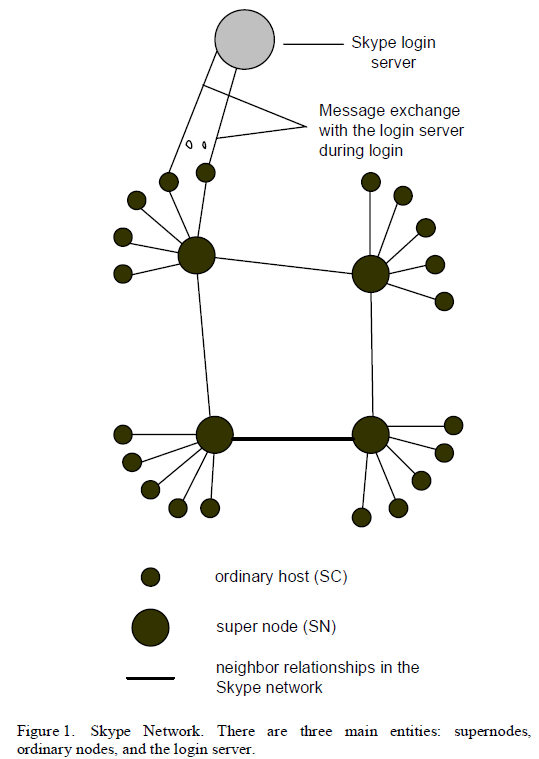 Skype login
server
Message exchange
with the login server
during login
ordinary host (SC)
super node (SN)
neighbor relationships in the
Skype network
Figure 1. Skype Network. There are three main entities: supernodes,
ordinary nodes, and the login server.